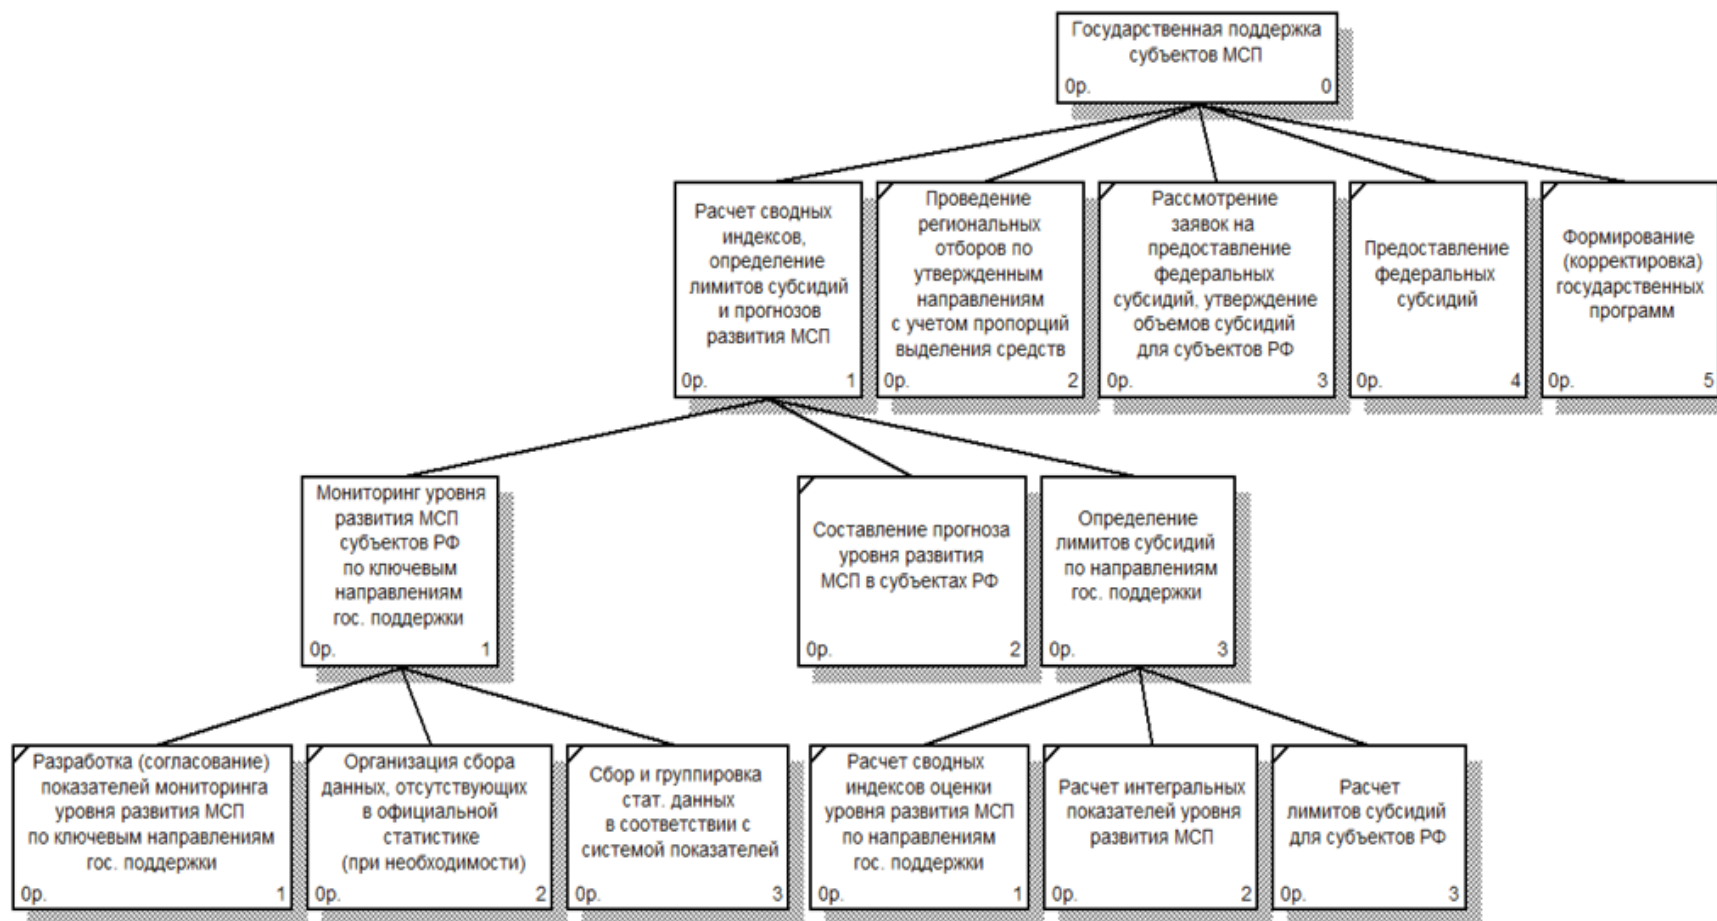 Государственная поддержка
субъектов МСП
0р. 0
Расчет сводных
индексов,
определение
лимитов субсидий
и прогнозов
развития МСП
0р. 1
Проведение
региональных
отборов по
утвержденным
направлениям
с учетом пропорций
выделения средств
0р. 2
Рассмотрение
заявок на
предоставление
федеральных
субсидий, утверждение
объемов субсидий
для субъектов РФ
0р. 3
Предоставление
федеральных
субсидий
0р. 4
Формирование
(корректировка)
государственных
программ
0р. 5
Мониторинг уровня
развития МСП
субъектов РФ
по ключевым
направлениям
гос. поддержки
0р. 1
Составление прогноза
уровня развития
МСП в субъектах РФ
0р. 2
Определение
лимитов субсидий
по направлениям
гос. поддержки
0р. 3
Разработка (согласование)
показателей мониторинга
уровня развития МСП
по ключевым направлениям
гос. поддержки
0р. 1
Организация сбора
данных, отсутствующих
в официальной
статистике
(при необходимости)
0р. 2
Сбор и группировка
стат. данных
в соответствии с
системой показателей
0р. 3
Расчет сводных
индексов оценки
уровня развития МСП
по направлениям
гос. поддержки
0р. 1
Расчет интегральных
показателей уровня
развития МСП
0р. 2
Расчет
лимитов субсидий
для субъектов РФ
0р. 3